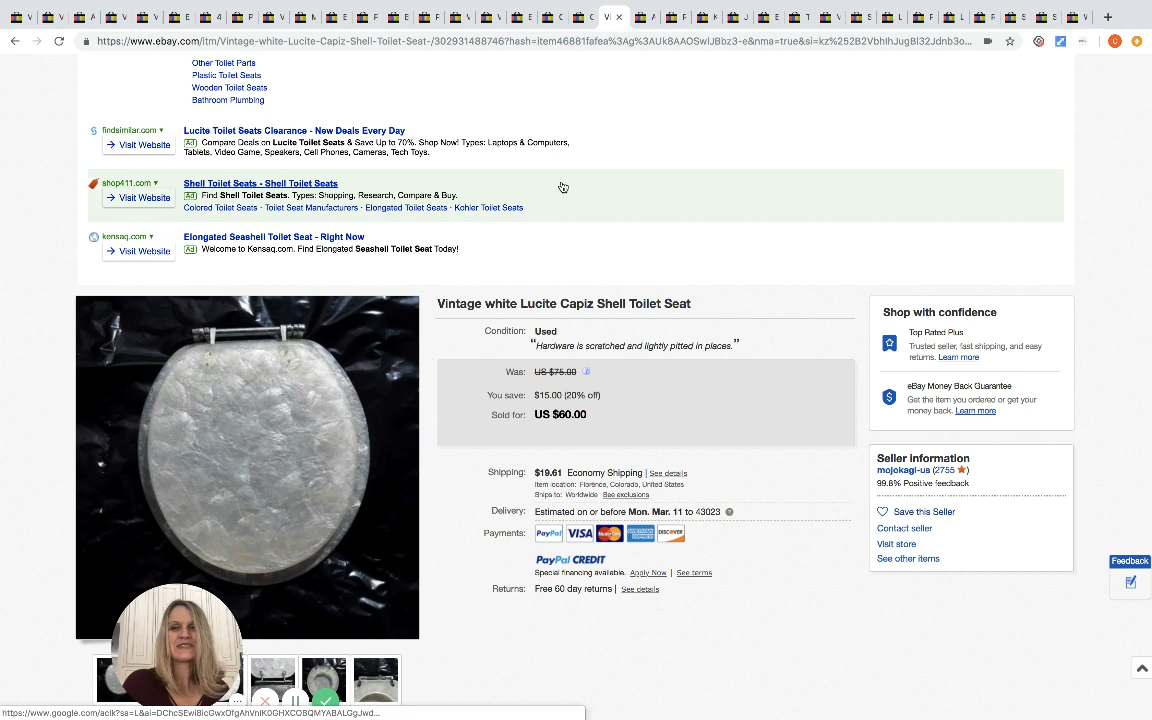 https://www.ebay.com/itm/Vintage-white-Lucite-Capiz-Shell-Toilet-Seat-/302931488746?hash=item46881fafea%3Ag%3AUk8AAOSwlJBbz3-e&nma=true&si=kz%252B2VbhIhJugBl32Jdnb3o...
Other Toilet Parts
Plastic Toilet Seats
Wooden Toilet Seats
Bathroom Plumbing
findsimilar.com
Lucite Toilet Seats Clearance - New Deals Every Day
Visit Website
Ad Compare Deals on Lucite Toilet Seats & Save Up to 70%. Shop Now! Types: Laptops & Computers,
Tablets, Video Game, Speakers, Cell Phones, Cameras, Tech Toys.
shop411.com
Shell Toilet Seats - Shell Toilet Seats
Visit Website
Ad Find Shell Toilet Seats. Types: Shopping, Research, Compare & Buy.
Colored Toilet Seats · Toilet Seat Manufacturers · Elongated Toilet Seats · Kohler Toilet Seats
kensaq.com
Elongated Seashell Toilet Seat - Right Now
Visit Website
Ad Welcome to Kensaq.com. Find Elongated Seashell Toilet Seat Today!
Vintage white Lucite Capiz Shell Toilet Seat
Condition: Used
"Hardware is scratched and lightly pitted in places."
Was: US $75.00
You save: $15.00 (20% off)
Sold for: US $60.00
Shipping: $19.61 Economy Shipping | See details
Item location: Florence, Colorado, United States
Ships to: Worldwide See exclusions
Delivery: Estimated on or before Mon. Mar. 11 to 43023
Payments: PayPal VISA MasterCard AMERICAN EXPRESS DISCOVER
PayPal CREDIT
Special financing available. Apply Now | See terms
Returns: Free 60 day returns | See details
Shop with confidence
Top Rated Plus
Trusted seller, fast shipping, and easy
returns. Learn more
eBay Money Back Guarantee
Get the item you ordered or get your
money back. Learn more
Seller information
mojokagi-us (2755)
99.8% Positive feedback
Save this Seller
Contact seller
Visit store
See other items
Feedback